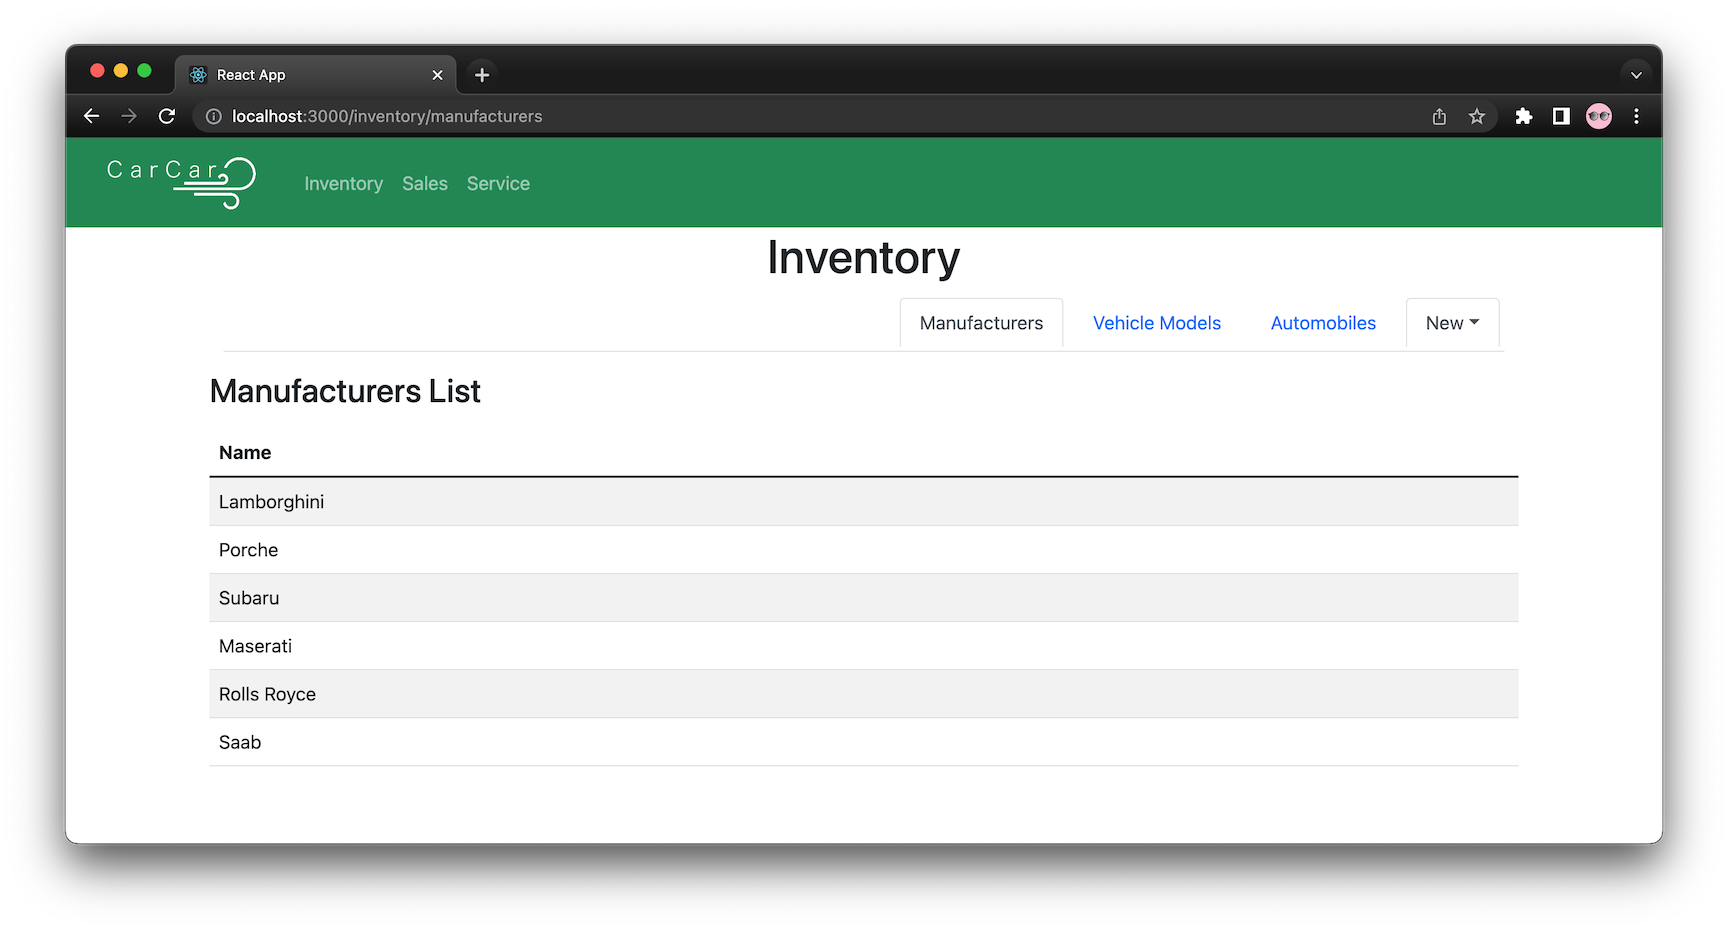 React App
localhost:3000/inventory/manufacturers
CarCar
Inventory Sales Service
Inventory
Manufacturers Vehicle Models Automobiles New
Manufacturers List
Name
Lamborghini
Porche
Subaru
Maserati
Rolls Royce
Saab